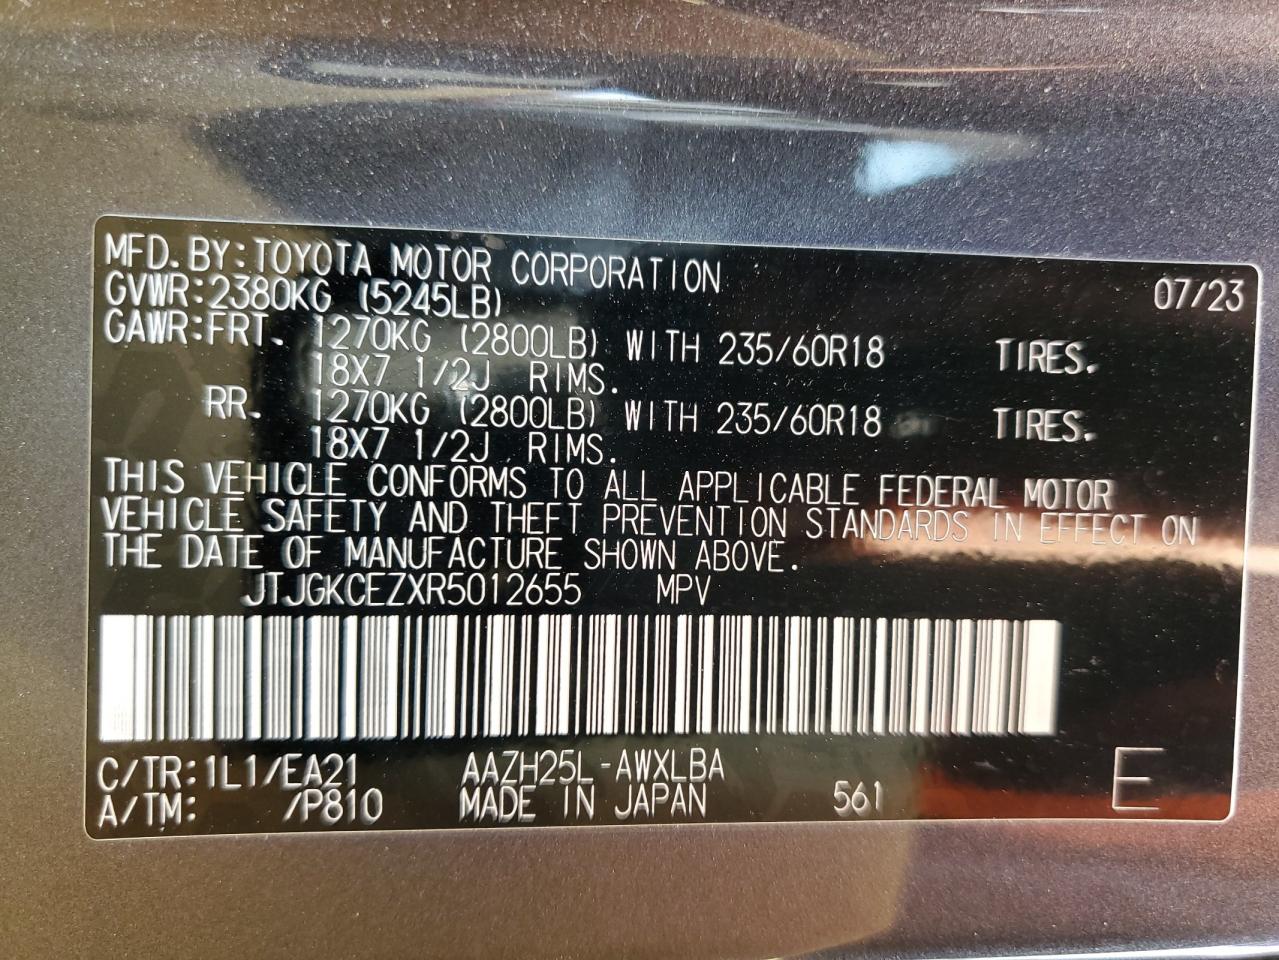 MFD. BY: TOYOTA MOTOR CORPORATION 07/23
GVWR: 2380KG (5245LB)
GAWR: FRT. 1270KG (2800LB) WITH 235/60R18 TIRES.
18X7 1/2J RIMS.
RR. 1270KG (2800LB) WITH 235/60R18 TIRES.
18X7 1/2J RIMS.
THIS VEHICLE CONFORMS TO ALL APPLICABLE FEDERAL MOTOR
VEHICLE SAFETY AND THEFT PREVENTION STANDARDS IN EFFECT ON
THE DATE OF MANUFACTURE SHOWN ABOVE.
JTJGKCEZXR5012655 MPV
C/TR: 1L1/EA21 AAZH25L-AWXLBA
A/TM: /P810 MADE IN JAPAN 561 E